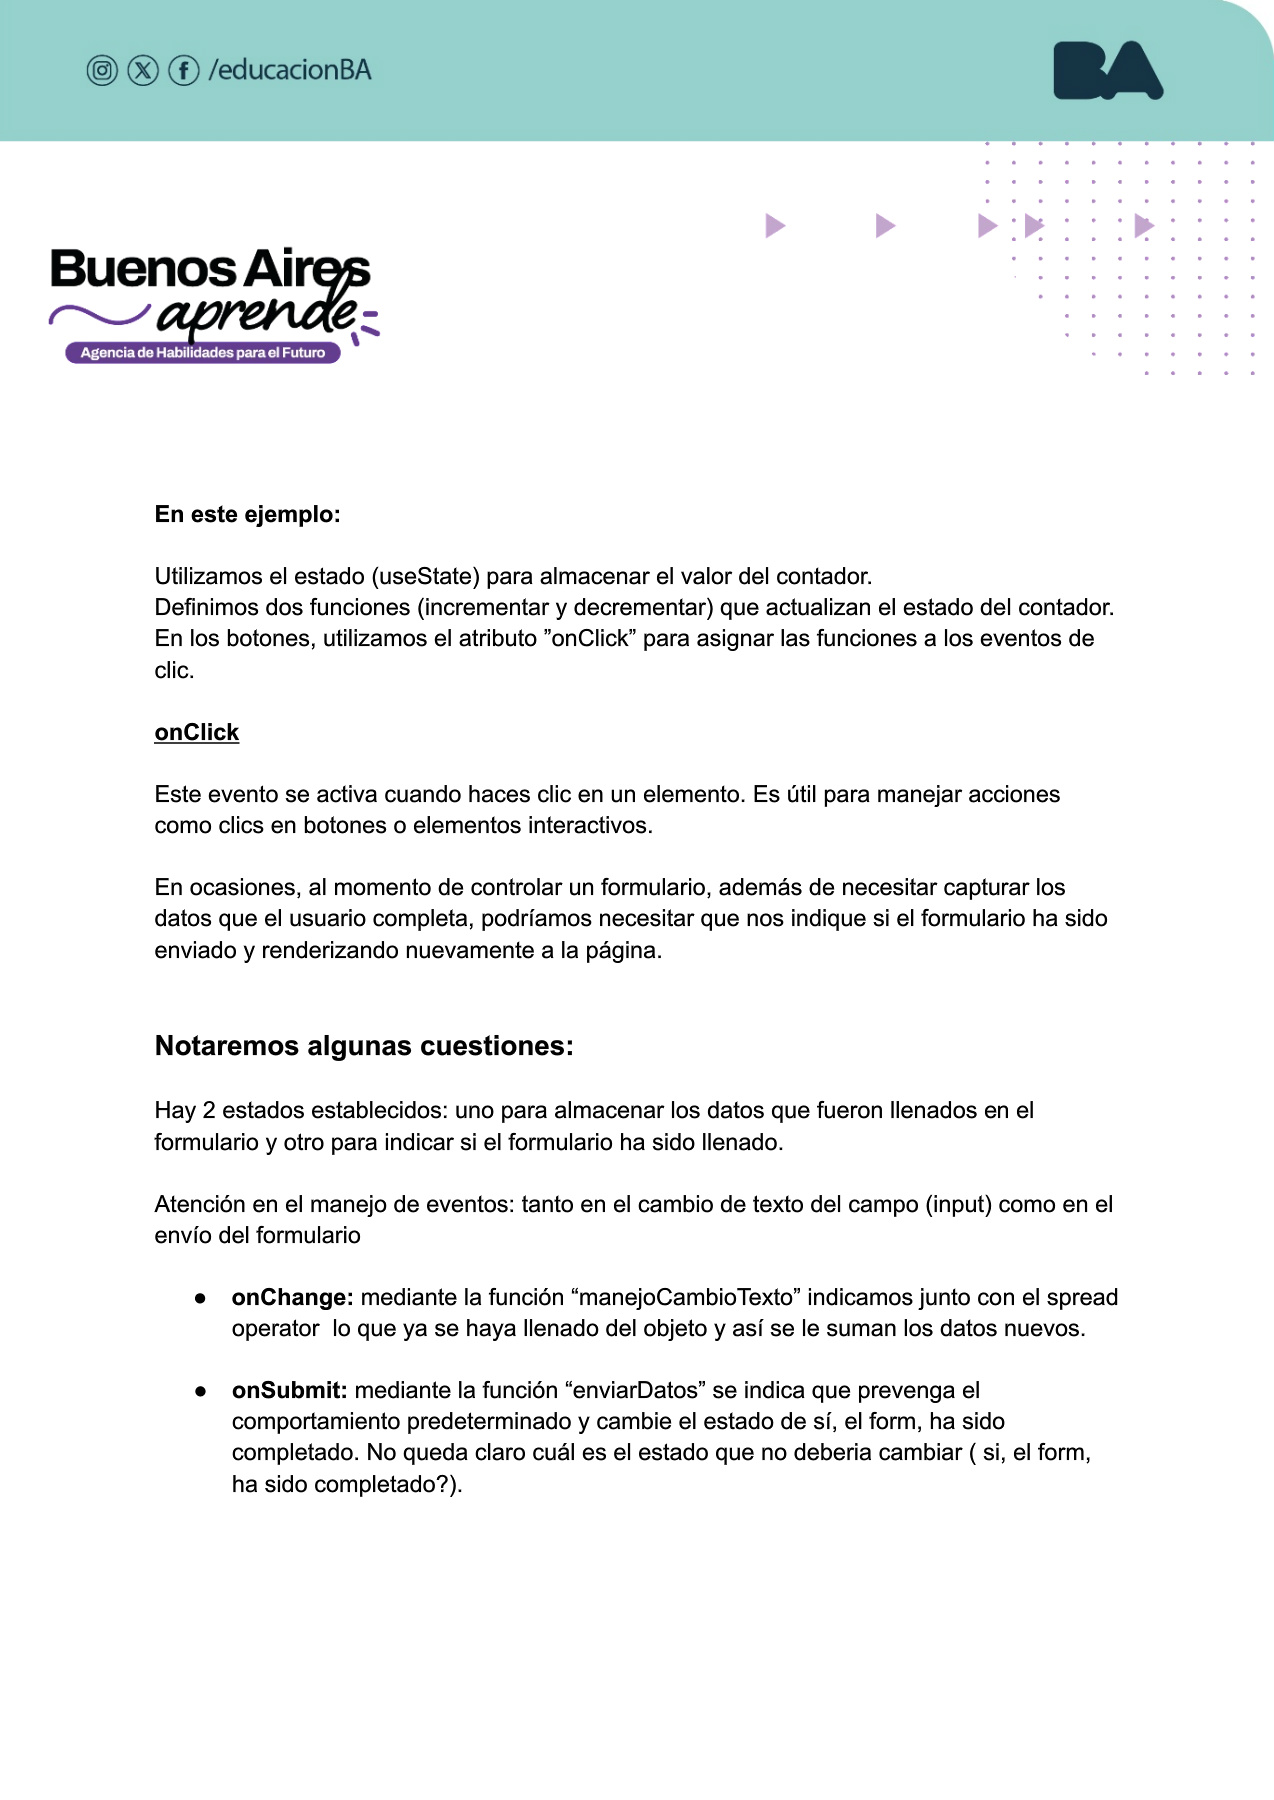 /educacionBA
BA
Buenos Aires
aprende
Agencia de Habilidades para el Futuro
En este ejemplo:
Utilizamos el estado (useState) para almacenar el valor del contador.
Definimos dos funciones (incrementar y decrementar) que actualizan el estado del contador.
En los botones, utilizamos el atributo ”onClick” para asignar las funciones a los eventos de
clic.
onClick
Este evento se activa cuando haces clic en un elemento. Es útil para manejar acciones
como clics en botones o elementos interactivos.
En ocasiones, al momento de controlar un formulario, además de necesitar capturar los
datos que el usuario completa, podríamos necesitar que nos indique si el formulario ha sido
enviado y renderizando nuevamente a la página.
Notaremos algunas cuestiones:
Hay 2 estados establecidos: uno para almacenar los datos que fueron llenados en el
formulario y otro para indicar si el formulario ha sido llenado.
Atención en el manejo de eventos: tanto en el cambio de texto del campo (input) como en el
envío del formulario
● onChange: mediante la función “manejoCambioTexto” indicamos junto con el spread
operator  lo que ya se haya llenado del objeto y así se le suman los datos nuevos.
● onSubmit: mediante la función “enviarDatos” se indica que prevenga el
comportamiento predeterminado y cambie el estado de sí, el form, ha sido
completado. No queda claro cuál es el estado que no deberia cambiar ( si, el form,
ha sido completado?).